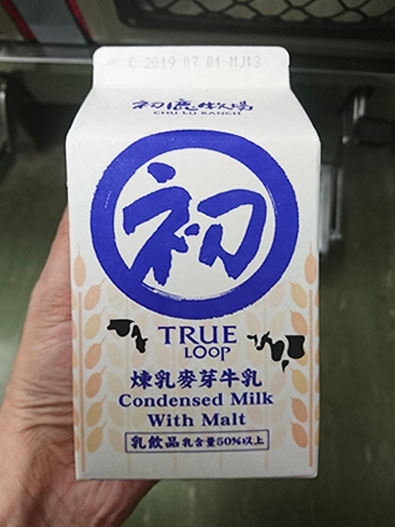 C 2019 07 01 MJ13
初鹿牧場
CHU LU RANCH
初
TRUE
LOOP
煉乳麥芽牛乳
Condensed Milk
With Malt
乳飲品 乳含量50%以上